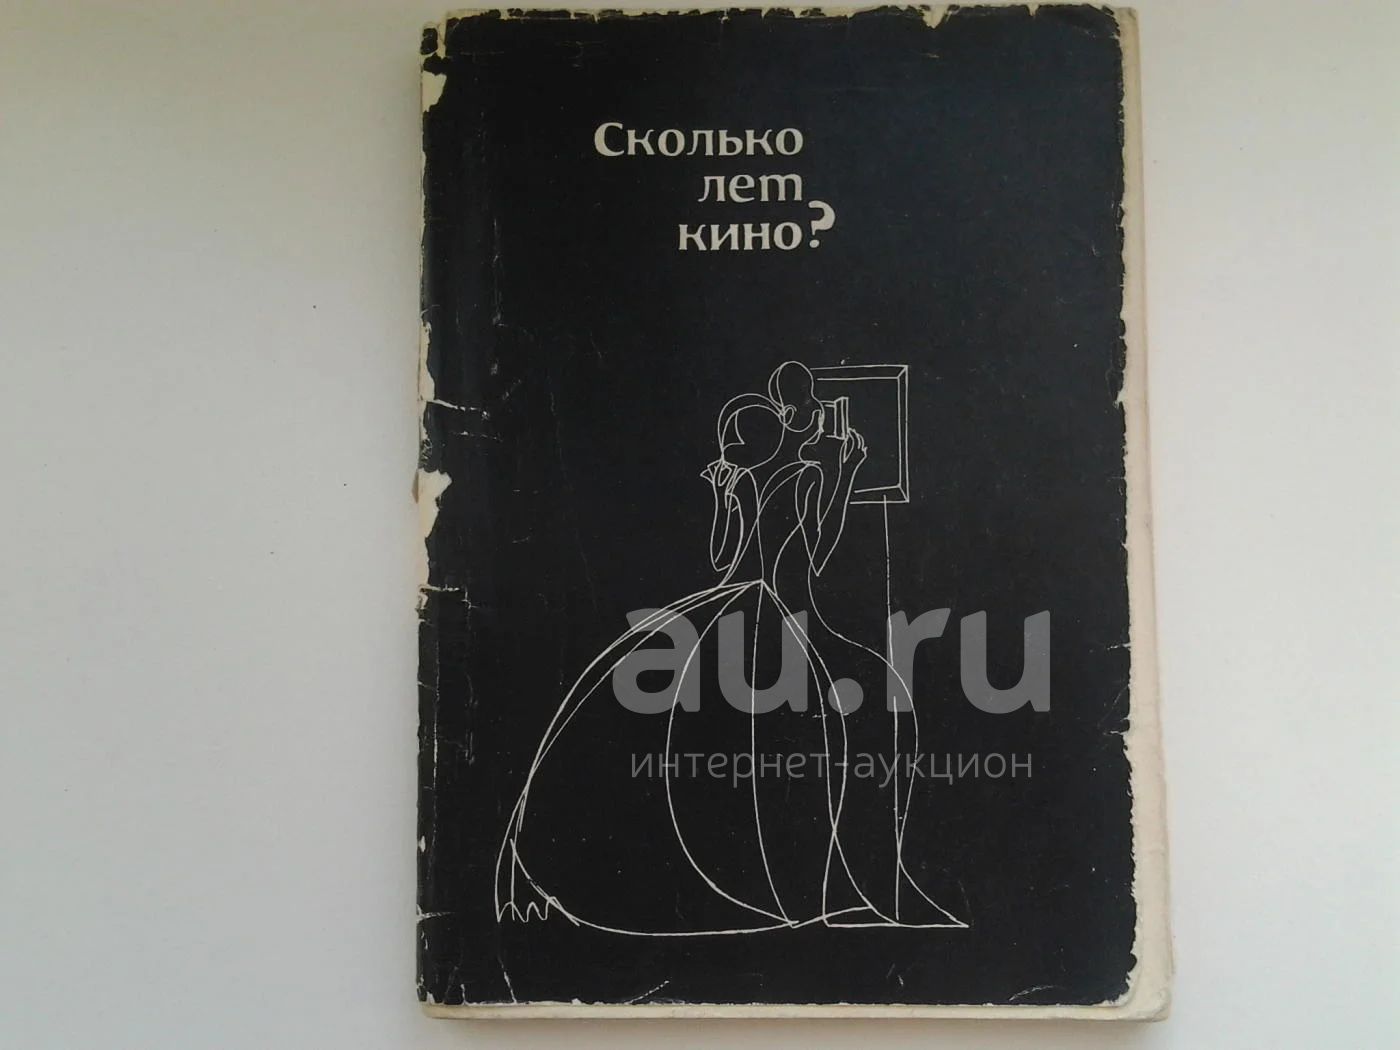 Сколько
лет
кино?
au.ru
интернет-аукцион